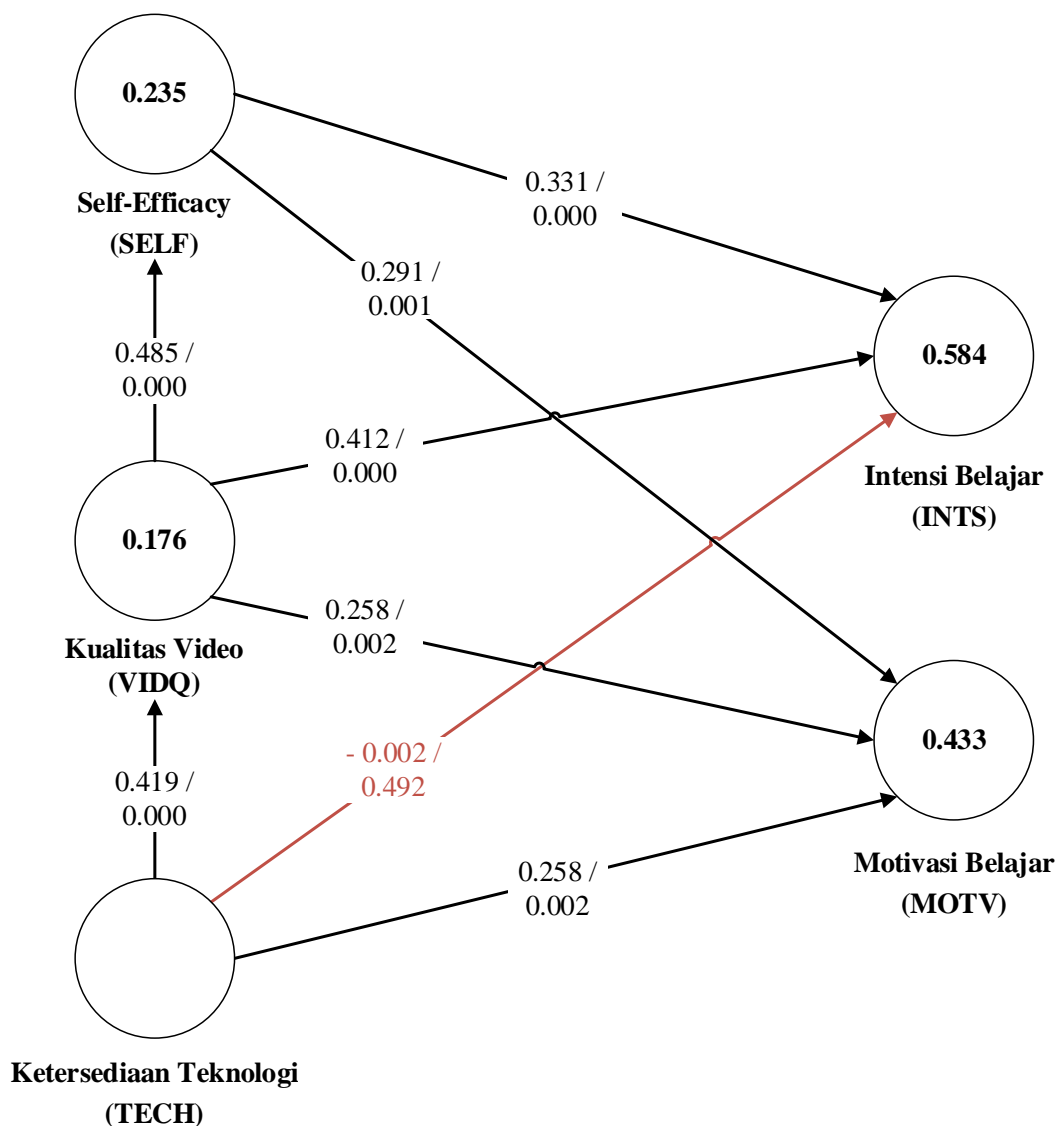 0.235
Self-Efficacy
(SELF)
0.331 /
0.000
0.291 /
0.001
0.485 /
0.000
0.584
Intensi Belajar
(INTS)
0.412 /
0.000
0.176
Kualitas Video
(VIDQ)
0.258 /
0.002
- 0.002 /
0.492
0.433
Motivasi Belajar
(MOTV)
0.419 /
0.000
0.258 /
0.002
Ketersediaan Teknologi
(TECH)